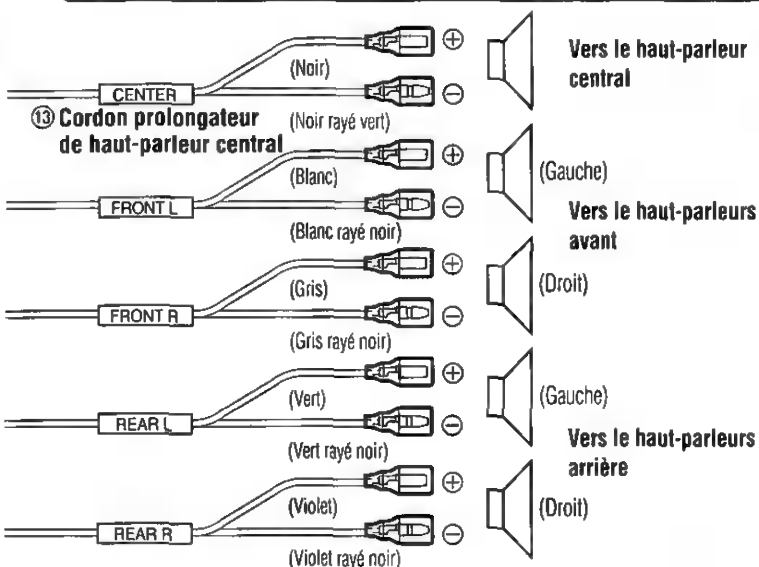 (Noir)
⊕
Vers le haut-parleur
central
CENTER
⊖
⑬ Cordon prolongateur
de haut-parleur central
(Noir rayé vert)
(Blanc)
⊕
(Gauche)
FRONT L
⊖
Vers le haut-parleurs
avant
(Blanc rayé noir)
(Gris)
⊕
(Droit)
FRONT R
⊖
(Gris rayé noir)
(Vert)
⊕
(Gauche)
REAR L
⊖
Vers le haut-parleurs
arrière
(Vert rayé noir)
(Violet)
⊕
(Droit)
REAR R
⊖
(Violet rayé noir)